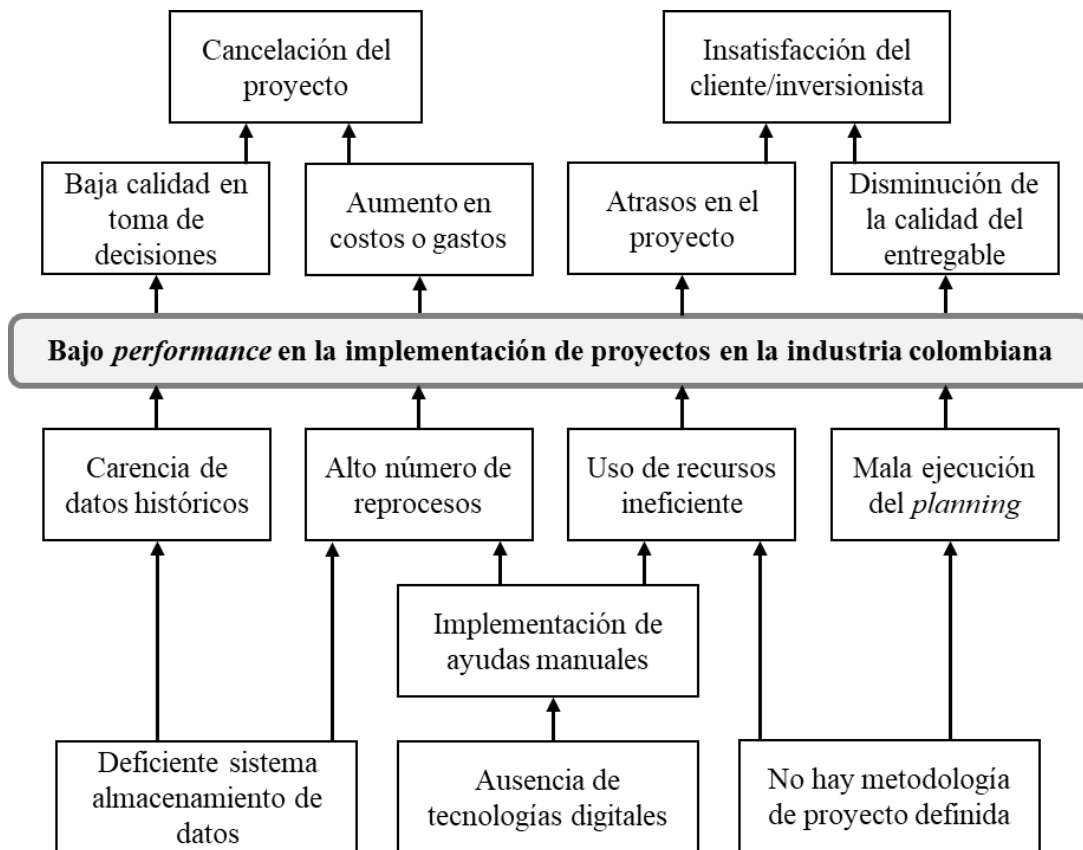 Cancelación del
proyecto
Insatisfacción del
cliente/inversionista
Baja calidad en
toma de
decisiones
Aumento en
costos o gastos
Atrasos en el
proyecto
Disminución de
la calidad del
entregable
Bajo performance en la implementación de proyectos en la industria colombiana
Carencia de
datos históricos
Alto número de
reprocesos
Uso de recursos
ineficiente
Mala ejecución
del planning
Implementación de
ayudas manuales
Deficiente sistema
almacenamiento de
datos
Ausencia de
tecnologías digitales
No hay metodología
de proyecto definida